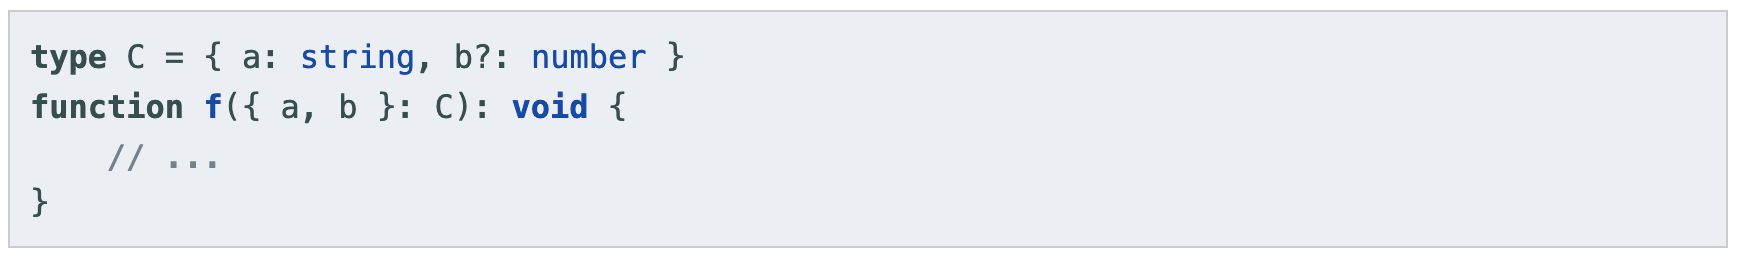 type C = { a: string, b?: number }
function f({ a, b }: C): void {
    // ...
}